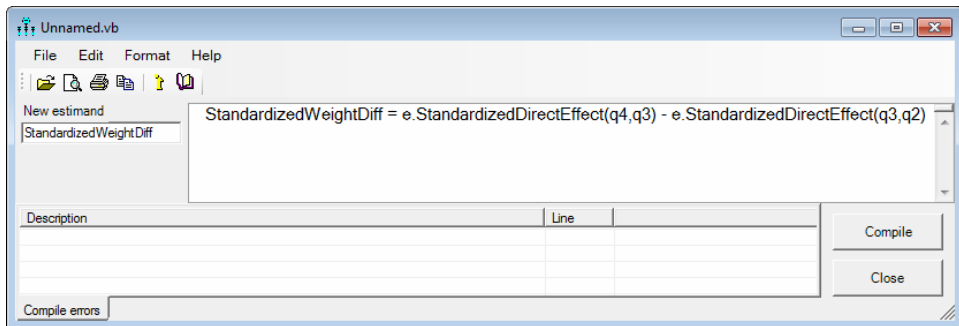 Unnamed.vb
File Edit Format Help
New estimand
StandardizedWeightDiff
StandardizedWeightDiff = e.StandardizedDirectEffect(q4,q3) - e.StandardizedDirectEffect(q3,q2)
Description Line
Compile
Close
Compile errors